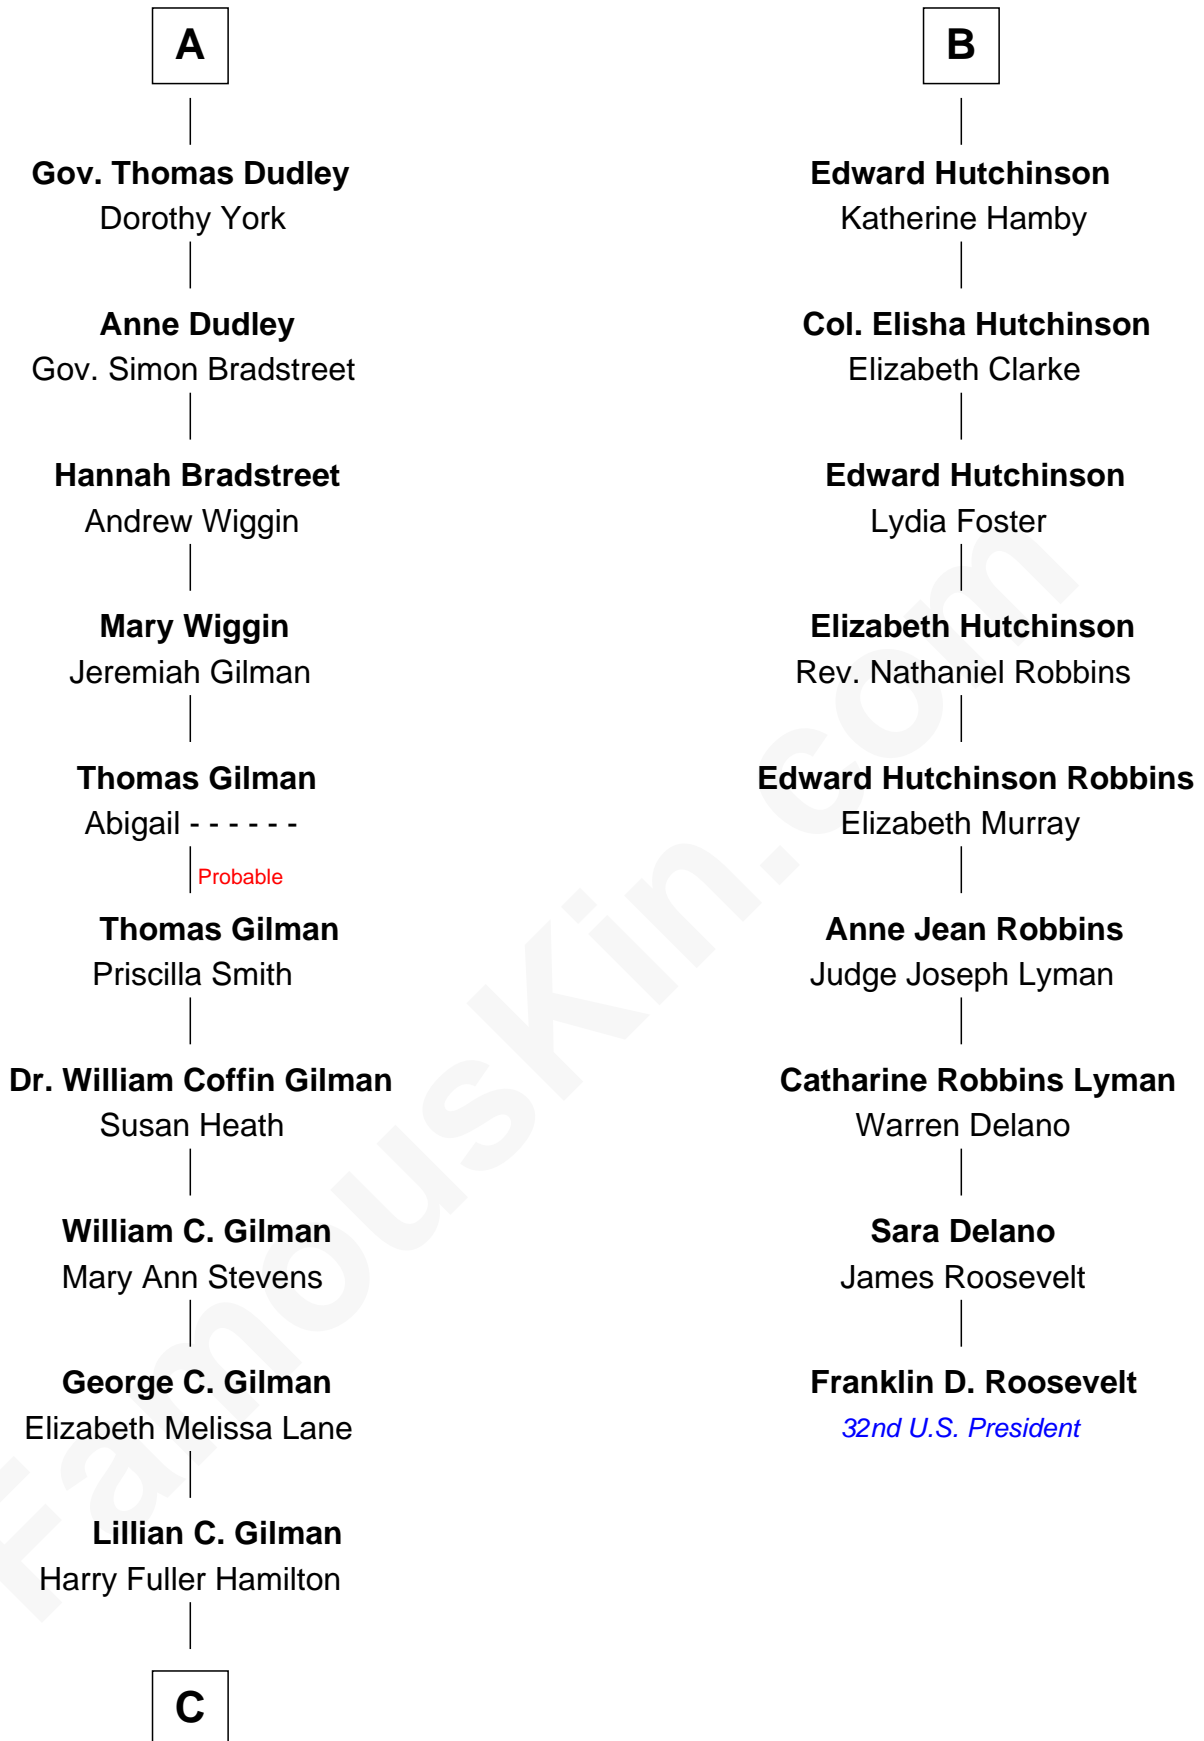 A
Gov. Thomas Dudley
Dorothy York
Anne Dudley
Gov. Simon Bradstreet
Hannah Bradstreet
Andrew Wiggin
Mary Wiggin
Jeremiah Gilman
Thomas Gilman
Abigail - - - - - -
Probable
Thomas Gilman
Priscilla Smith
Dr. William Coffin Gilman
Susan Heath
William C. Gilman
Mary Ann Stevens
George C. Gilman
Elizabeth Melissa Lane
Lillian C. Gilman
Harry Fuller Hamilton
C
B
Edward Hutchinson
Katherine Hamby
Col. Elisha Hutchinson
Elizabeth Clarke
Edward Hutchinson
Lydia Foster
Elizabeth Hutchinson
Rev. Nathaniel Robbins
Edward Hutchinson Robbins
Elizabeth Murray
Anne Jean Robbins
Judge Joseph Lyman
Catharine Robbins Lyman
Warren Delano
Sara Delano
James Roosevelt
Franklin D. Roosevelt
32nd U.S. President
FamousKin.com